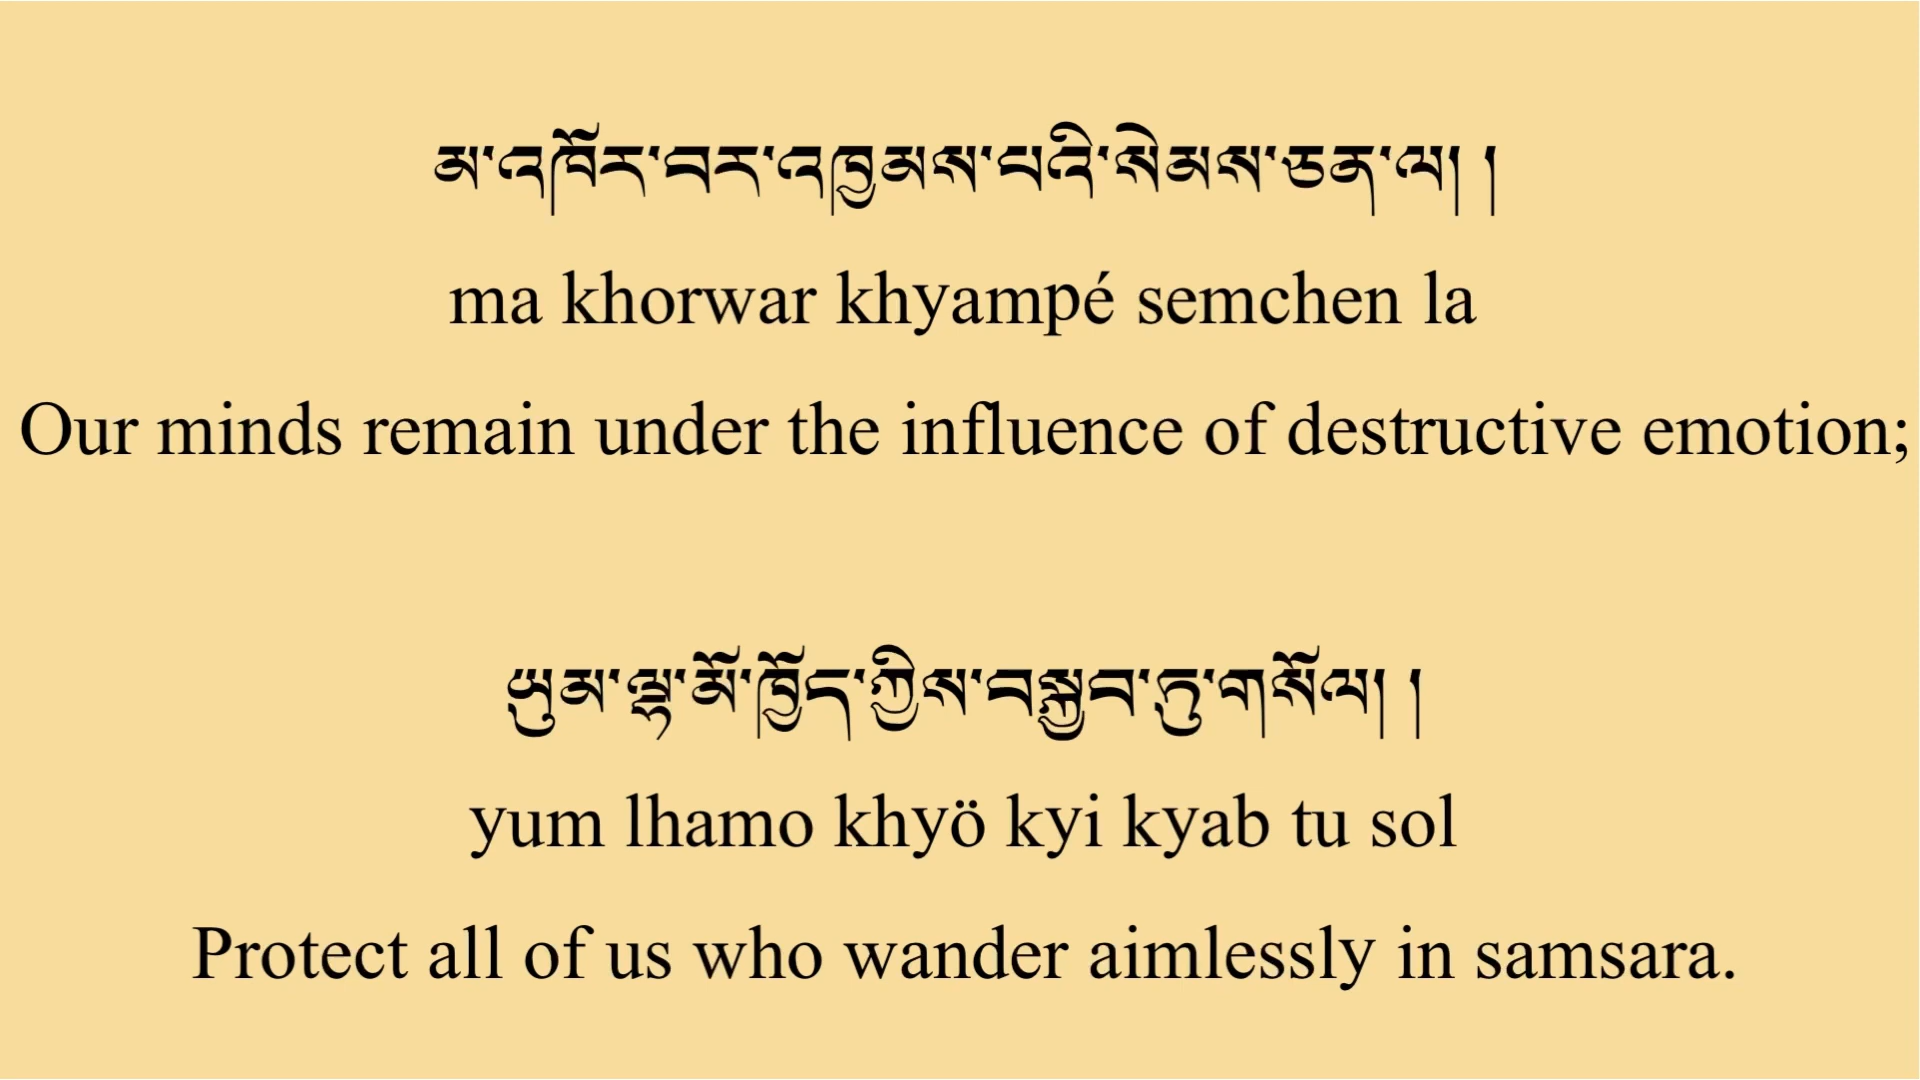 མ་འཁོར་བར་འཁྱམས་པའི་སེམས་ཅན་ལ། །
ma khorwar khyampé semchen la
Our minds remain under the influence of destructive emotion;
ཡུམ་ལྷ་མོ་ཁྱོད་ཀྱིས་བསྐྱབ་ཏུ་གསོལ། །
yum lhamo khyö kyi kyab tu sol
Protect all of us who wander aimlessly in samsara.